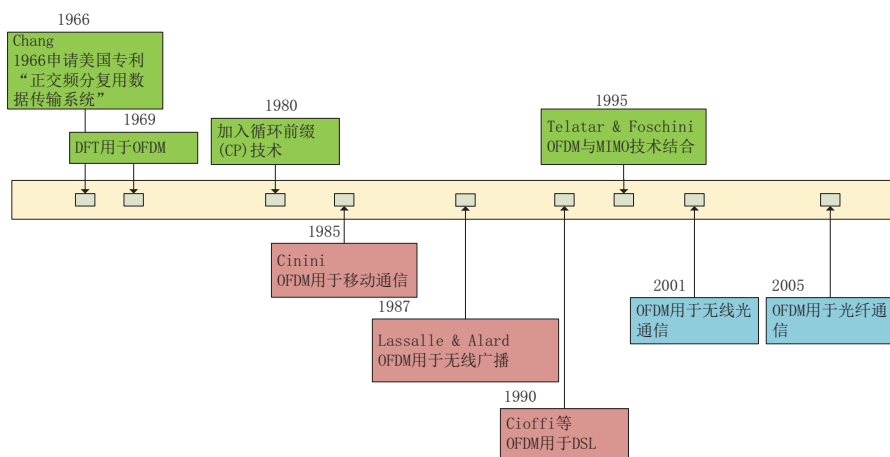 1966
Chang
1966申请美国专利
“正交频分复用数
据传输系统”
1969
DFT用于OFDM
1980
加入循环前缀
(CP)技术
1995
Telatar & Foschini
OFDM与MIMO技术结合
1985
Cinini
OFDM用于移动通信
1987
Lassalle & Alard
OFDM用于无线广播
1990
Cioffi等
OFDM用于DSL
2001
OFDM用于无线光
通信
2005
OFDM用于光纤通
信